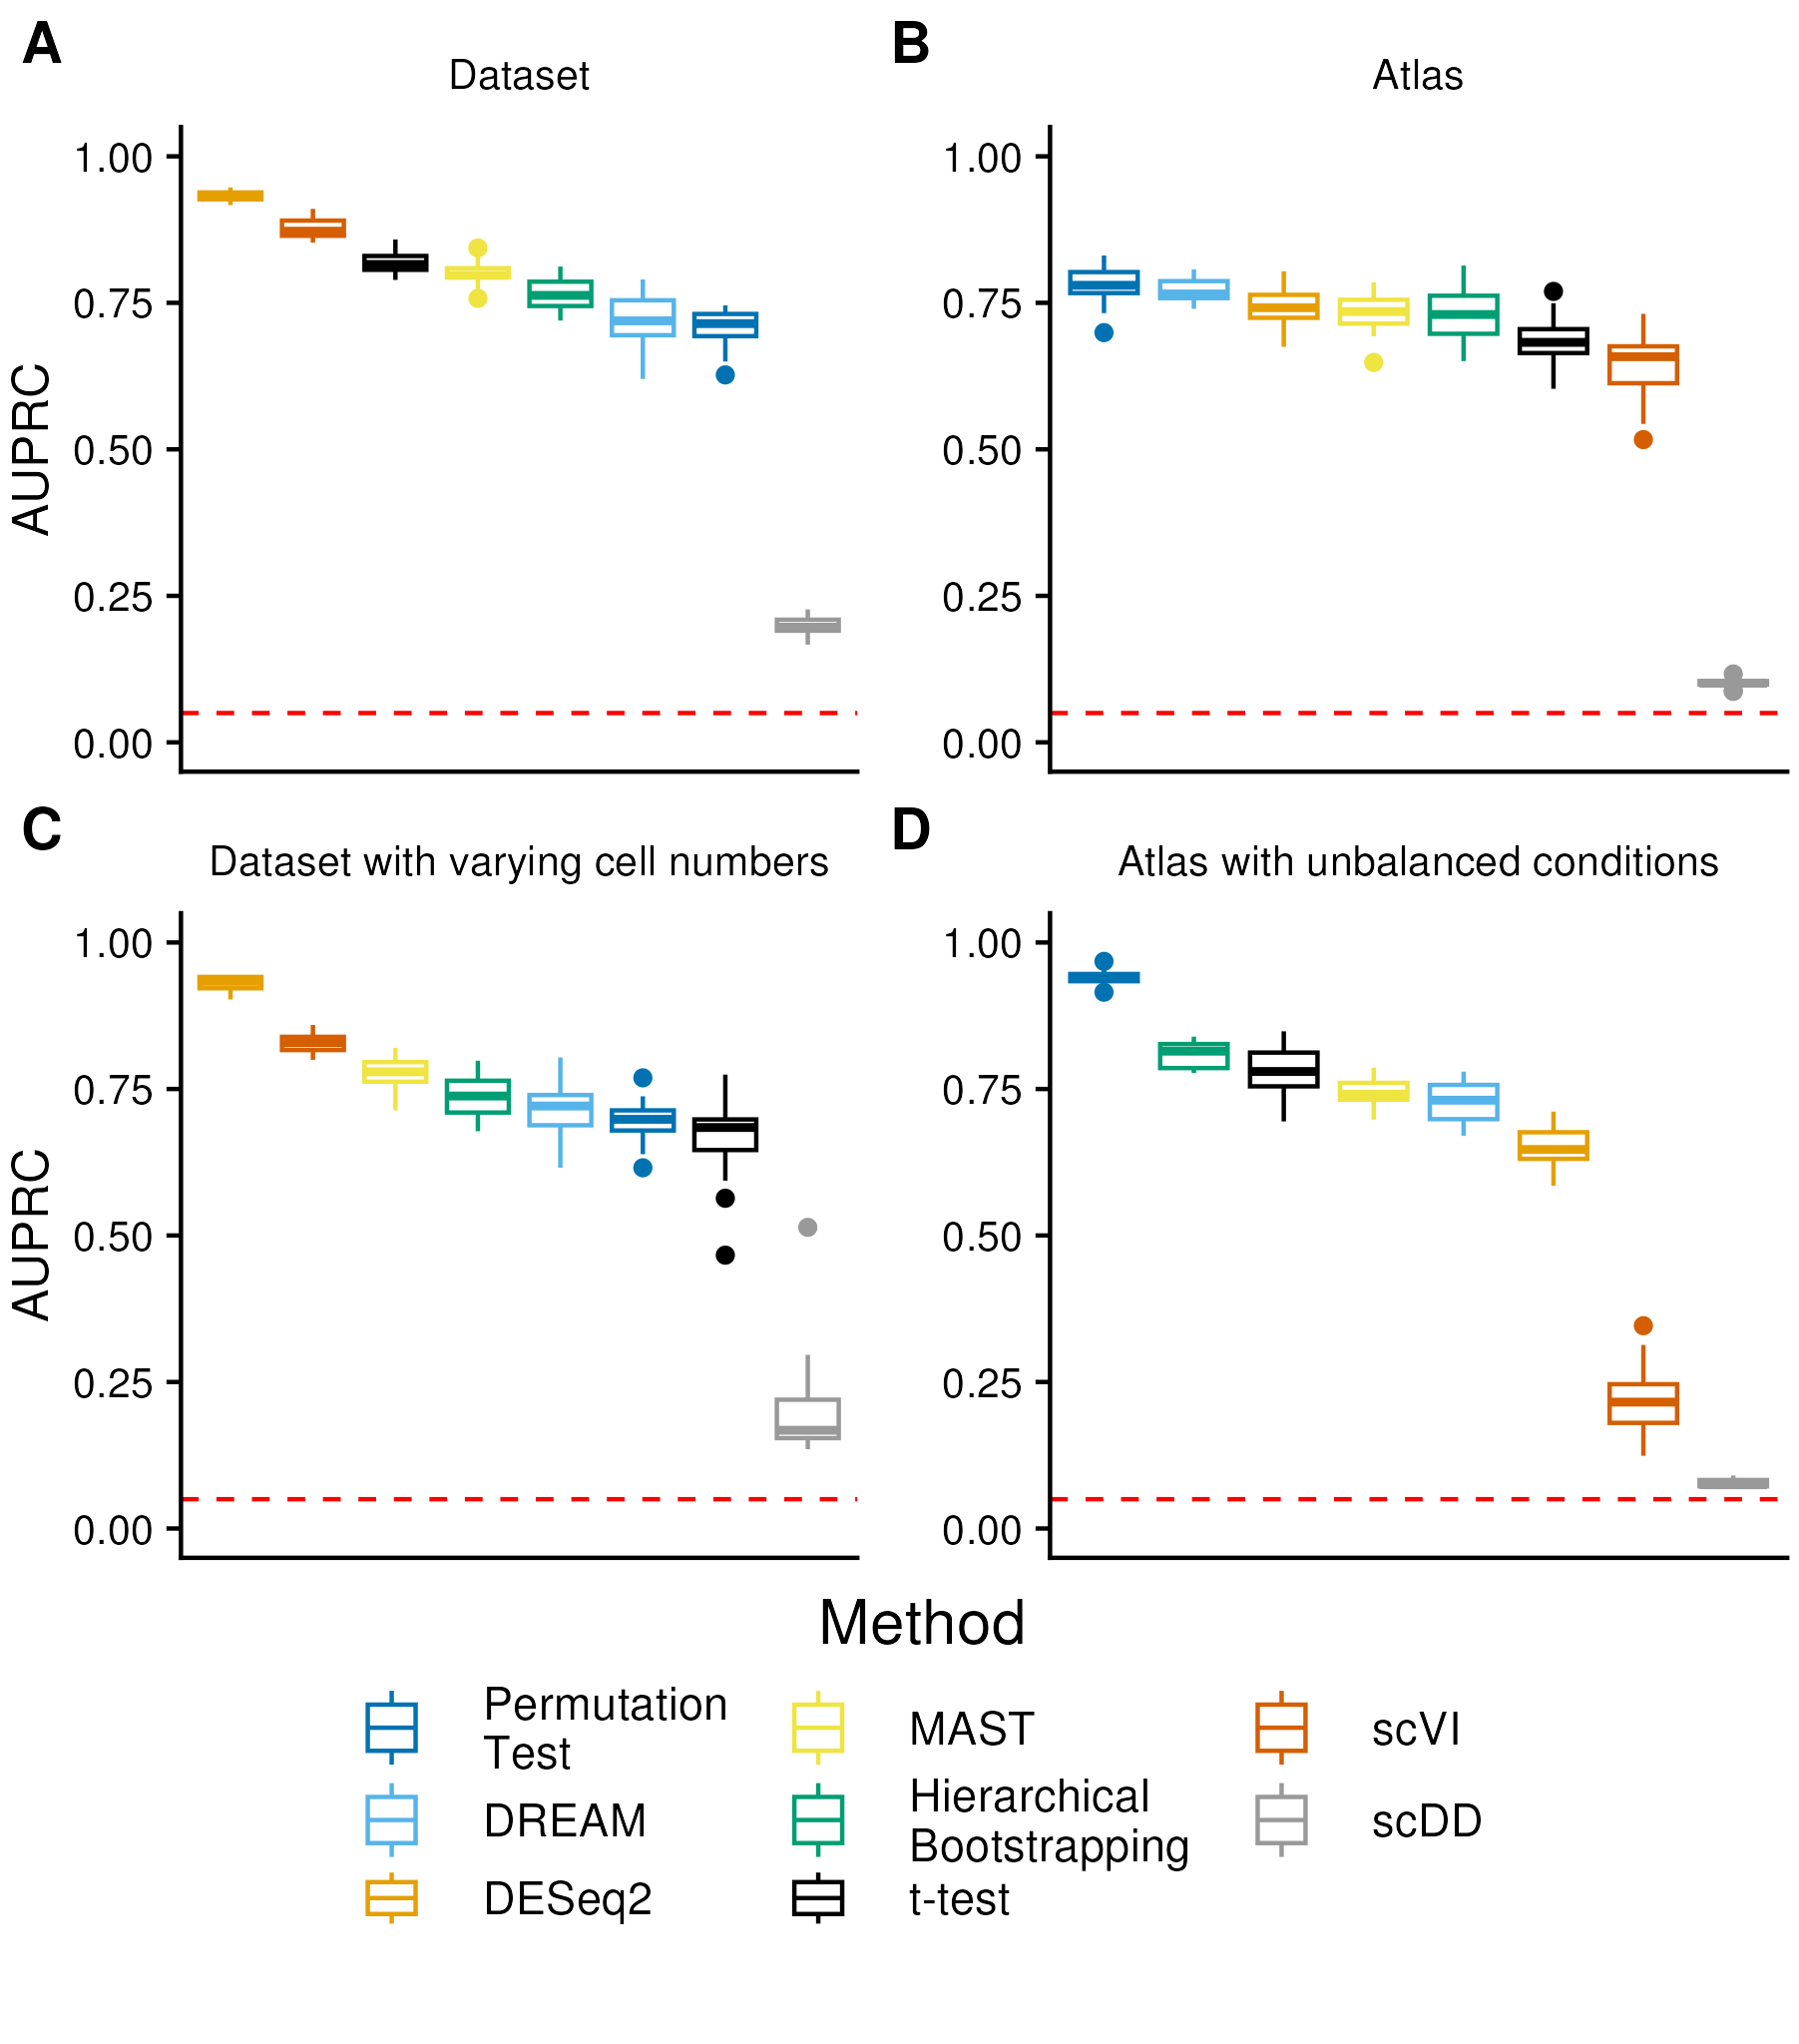 A
Dataset
1.00
0.75
0.50
0.25
0.00
AUPRC
B
Atlas
1.00
0.75
0.50
0.25
0.00
C
Dataset with varying cell numbers
1.00
0.75
0.50
0.25
0.00
AUPRC
D
Atlas with unbalanced conditions
1.00
0.75
0.50
0.25
0.00
Method
Permutation
Test
DREAM
DESeq2
MAST
Hierarchical
Bootstrapping
t-test
scVI
scDD